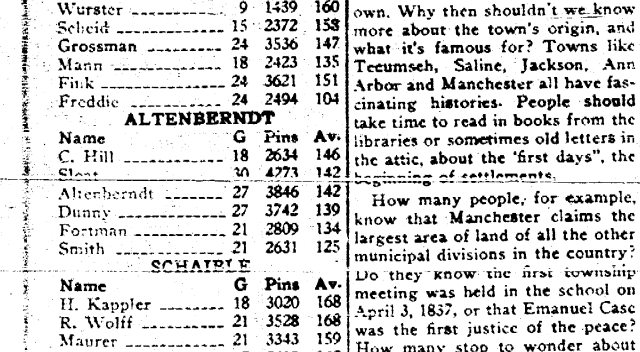 Wurster 9 1439 160
Scheid 15 2372 158
Grossman 24 3536 147
Mann 18 2423 135
Fink 24 3621 151
Freddie 24 2494 104
ALTENBERNDT
Name G Pins Av.
C. Hill 18 2634 146
Sloat 30 4273 142
Altenberndt 27 3846 142
Dunny 27 3742 139
Fortman 21 2809 134
Smith 21 2631 125
SCHAIBLE
Name G Pins Av.
H. Kappler 18 3020 168
R. Wolff 21 3528 168
Maurer 21 3343 159
own. Why then shouldn't we know
more about the town's origin, and
what it's famous for? Towns like
Tecumseh, Saline, Jackson, Ann
Arbor and Manchester all have fas-
cinating histories. People should
take time to read in books from the
libraries or sometimes old letters in
the attic, about the 'first days", the
beginning of settlements.
How many people, for example,
know that Manchester claims the
largest area of land of all the other
municipal divisions in the country?
Do they know the first township
meeting was held in the school on
April 3, 1837, or that Emanuel Case
was the first justice of the peace?
How many stop to wonder about